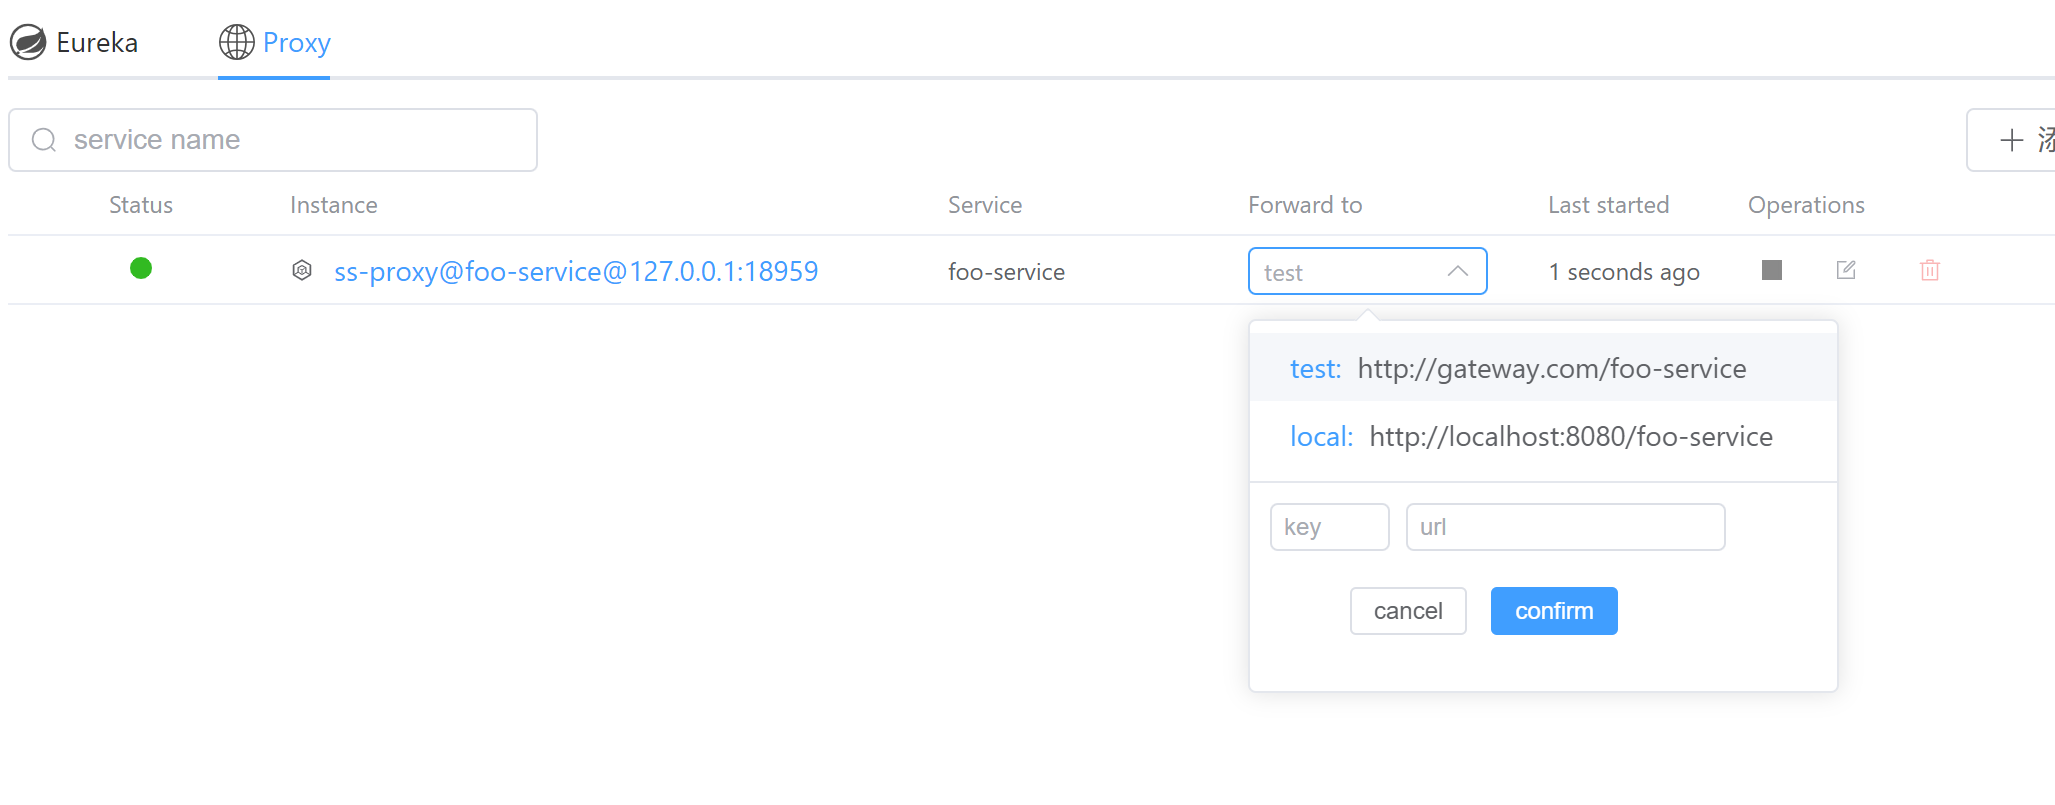 Eureka Proxy
service name
Status Instance Service Forward to Last started Operations
ss-proxy@foo-service@127.0.0.1:18959 foo-service test 1 seconds ago
test: http://gateway.com/foo-service
local: http://localhost:8080/foo-service
key url
cancel confirm